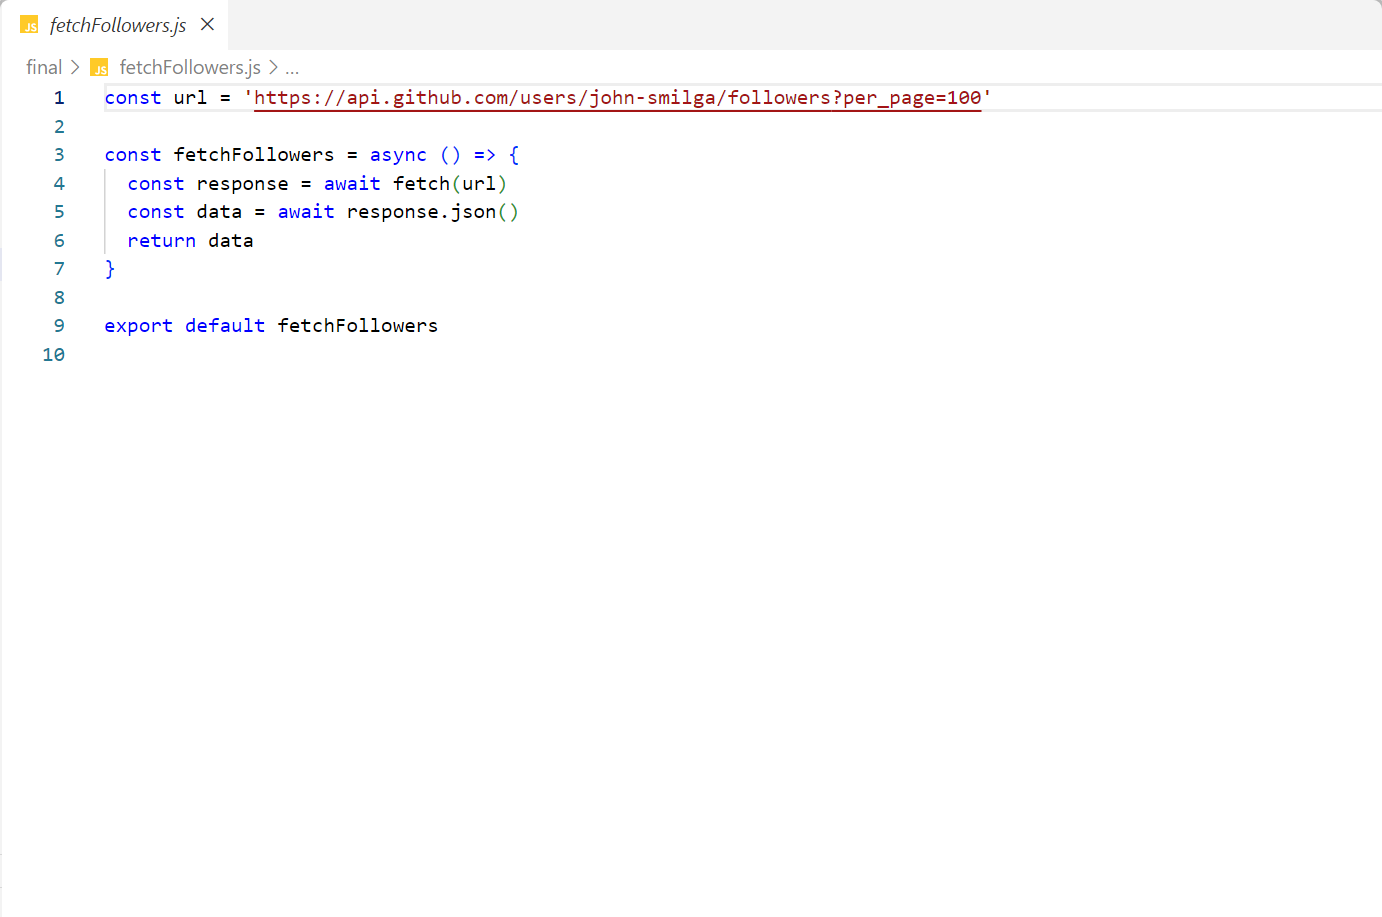 JS fetchFollowers.js ×
final > JS fetchFollowers.js > ...
1 const url = 'https://api.github.com/users/john-smilga/followers?per_page=100'
2
3 const fetchFollowers = async () => {
4   const response = await fetch(url)
5   const data = await response.json()
6   return data
7 }
8
9 export default fetchFollowers
10